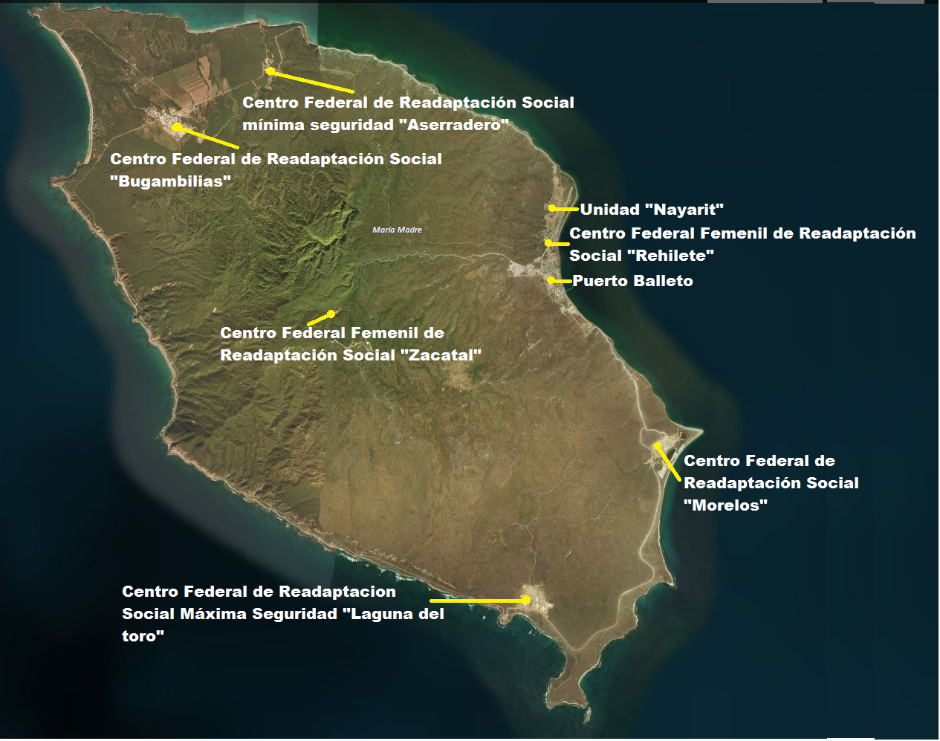 Centro Federal de Readaptación Social
mínima seguridad "Aserradero"
Centro Federal de Readaptación Social
"Bugambilias"
Unidad "Nayarit"
María Madre
Centro Federal Femenil de Readaptación
Social "Rehilete"
Puerto Balleto
Centro Federal Femenil de
Readaptación Social "Zacatal"
Centro Federal de
Readaptación Social
"Morelos"
Centro Federal de Readaptacion
Social Máxima Seguridad "Laguna del
toro"